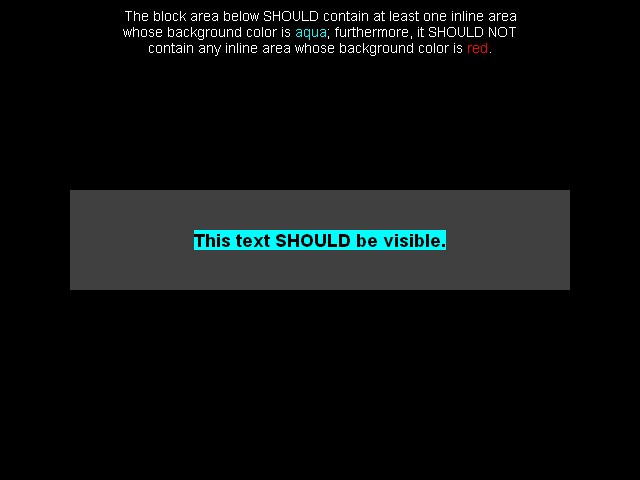 The block area below SHOULD contain at least one inline area
whose background color is aqua; furthermore, it SHOULD NOT
contain any inline area whose background color is red.
This text SHOULD be visible.